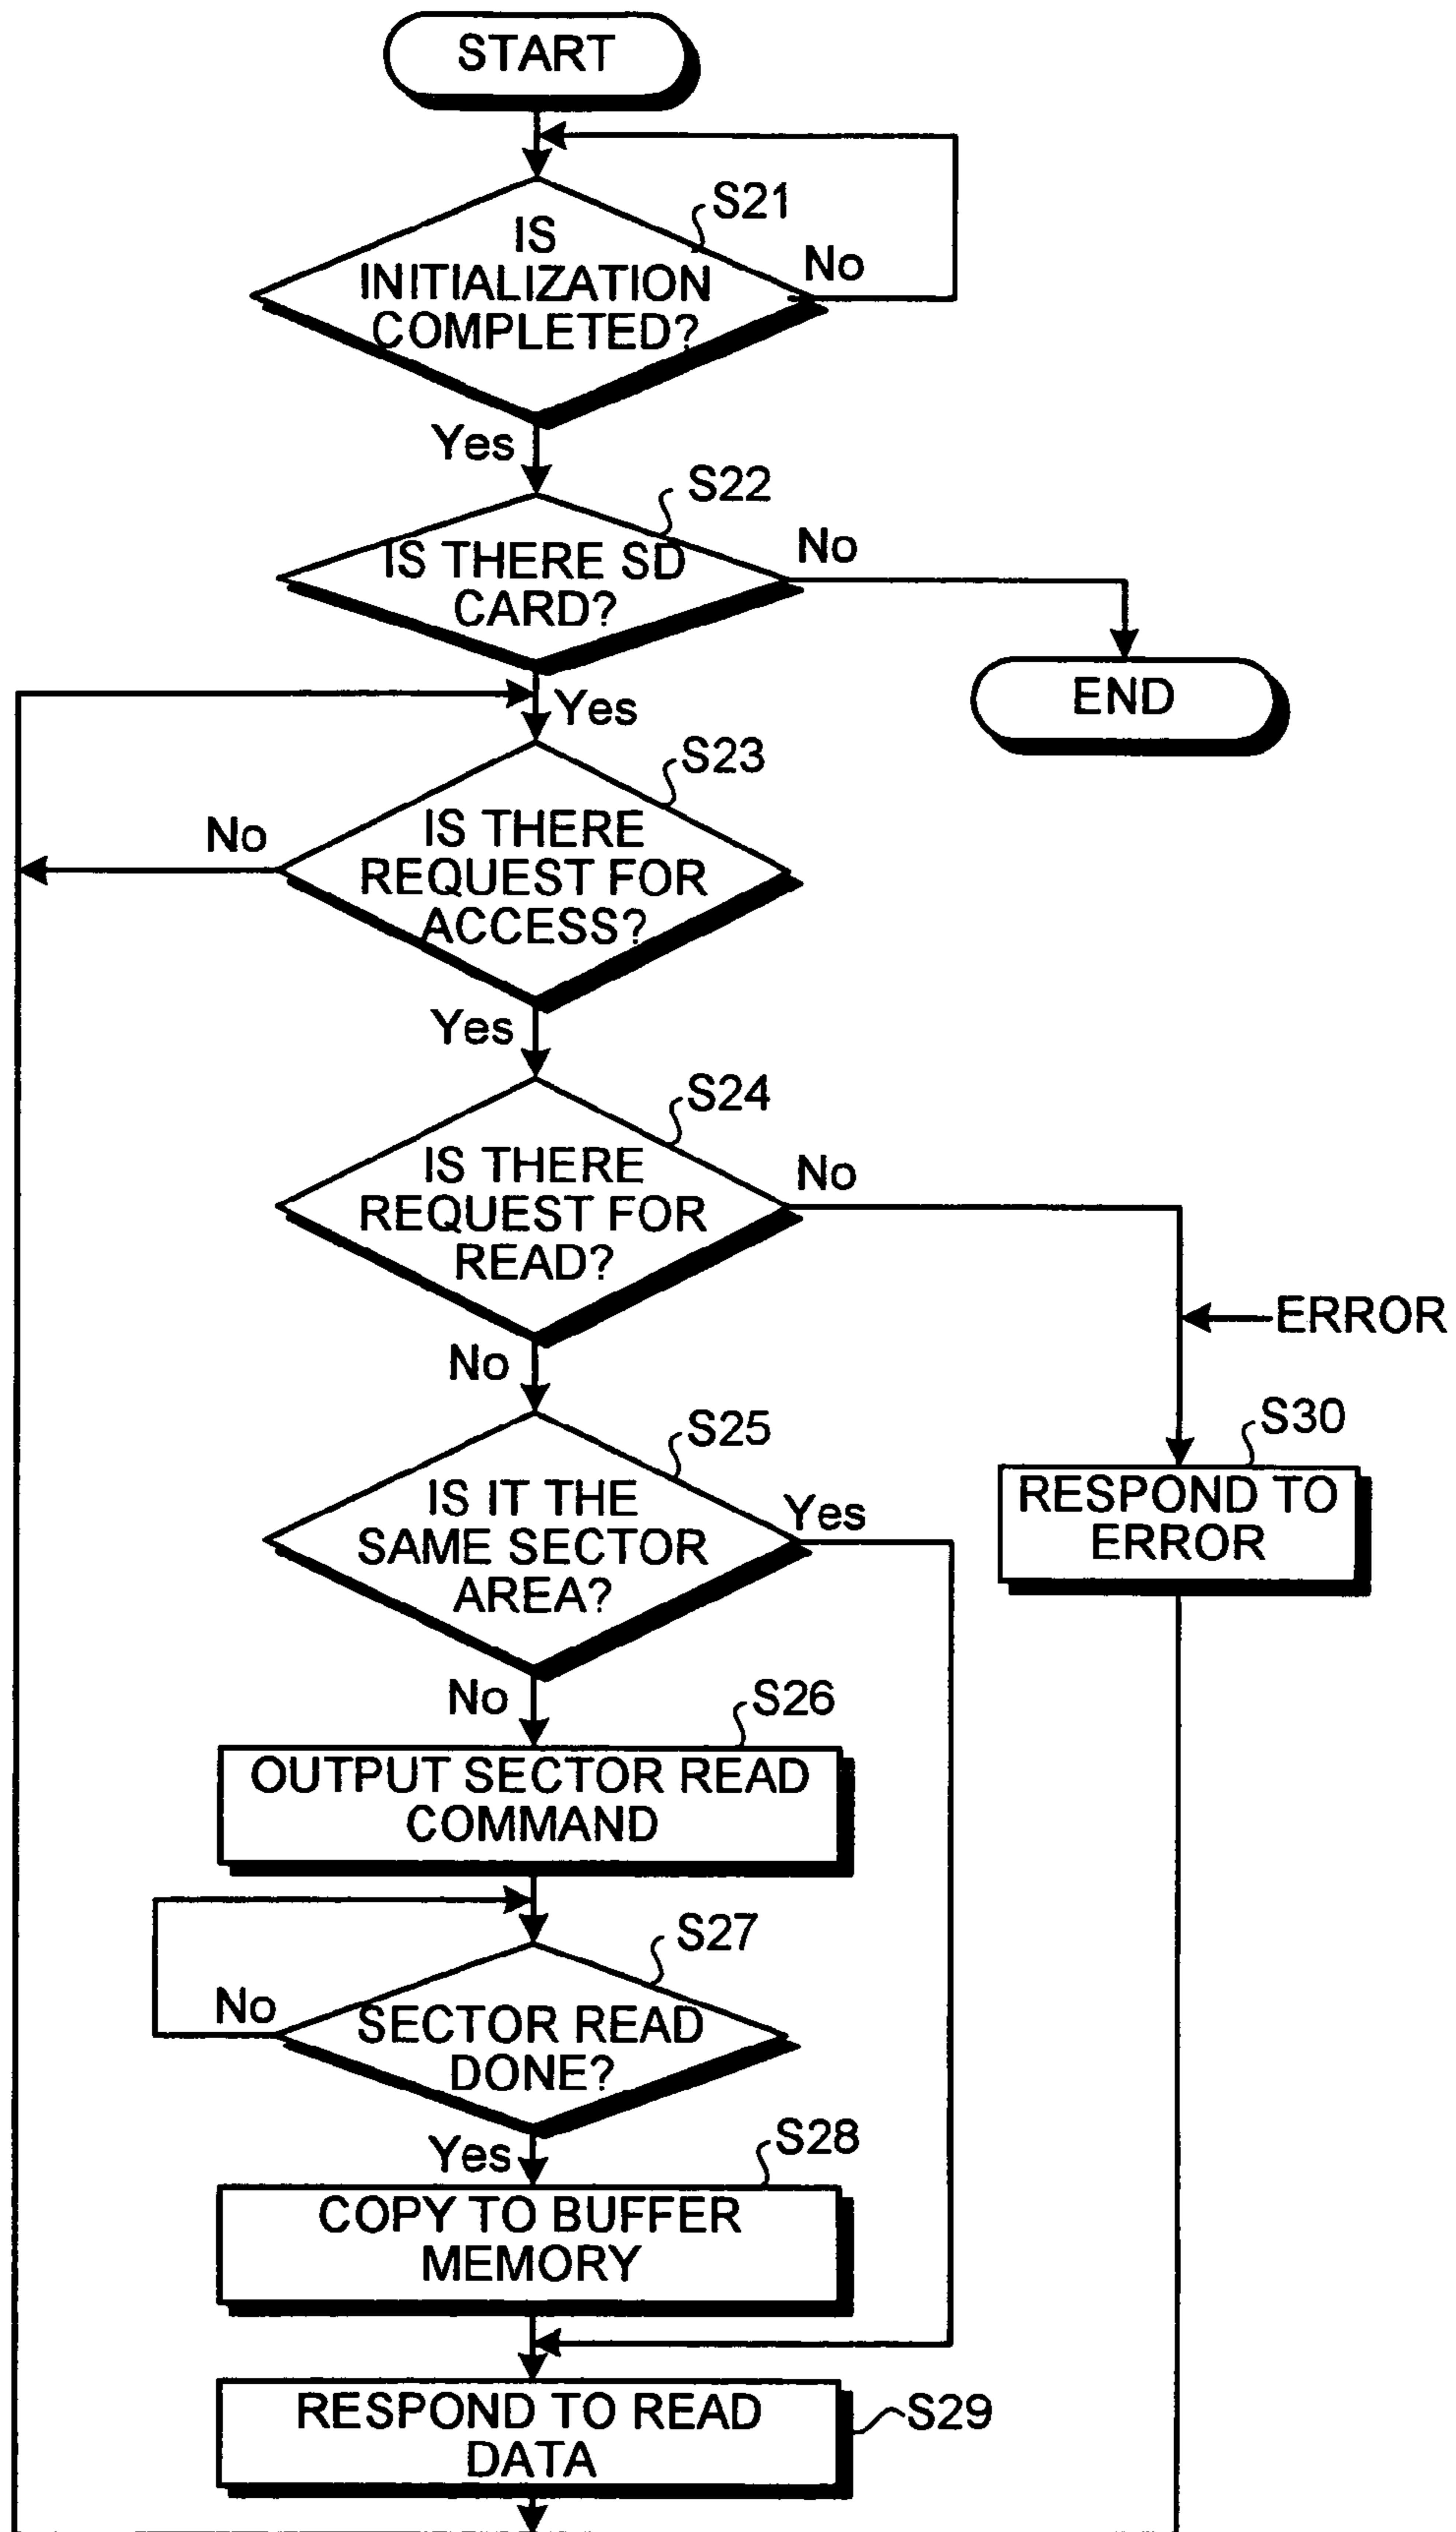 START
S21
IS
INITIALIZATION
COMPLETED?
No
Yes
S22
IS THERE SD
CARD?
No
END
Yes
S23
IS THERE
REQUEST FOR
ACCESS?
No
Yes
S24
IS THERE
REQUEST FOR
READ?
No
ERROR
No
S25
IS IT THE
SAME SECTOR
AREA?
Yes
S30
RESPOND TO
ERROR
No
S26
OUTPUT SECTOR READ
COMMAND
S27
SECTOR READ
DONE?
No
Yes
S28
COPY TO BUFFER
MEMORY
RESPOND TO READ
DATA
S29